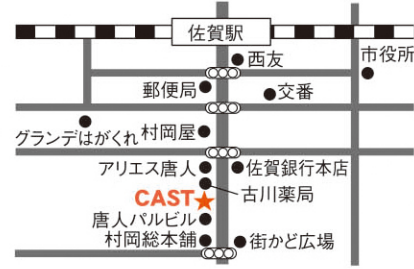 佐賀駅
西友
市役所
郵便局
交番
グランデはがくれ
村岡屋
アリエス唐人
佐賀銀行本店
古川薬局
CAST
唐人パルビル
村岡総本舗
街かど広場